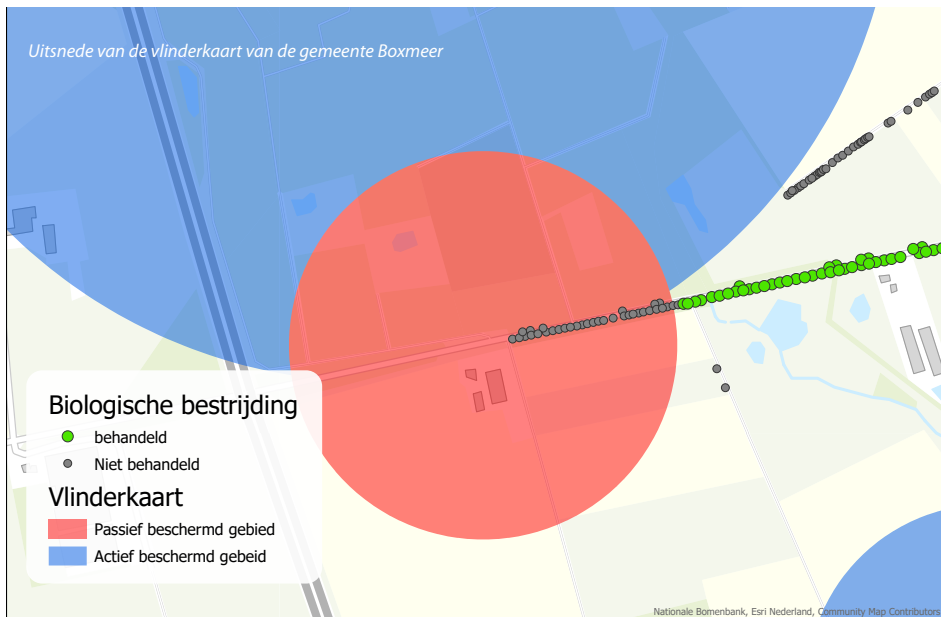 Uitsnede van de vlinderkaart van de gemeente Boxmeer
Biologische bestrijding
behandeld
Niet behandeld
Vlinderkaart
Passief beschermd gebied
Actief beschermd gebeid
Nationale Bomenbank, Esri Nederland, Community Map Contributors